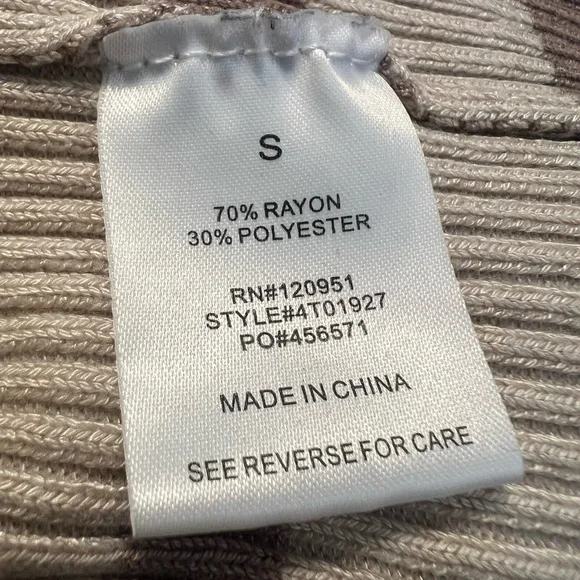 S
70% RAYON
30% POLYESTER
RN#120951
STYLE#4T01927
PO#456571
MADE IN CHINA
SEE REVERSE FOR CARE